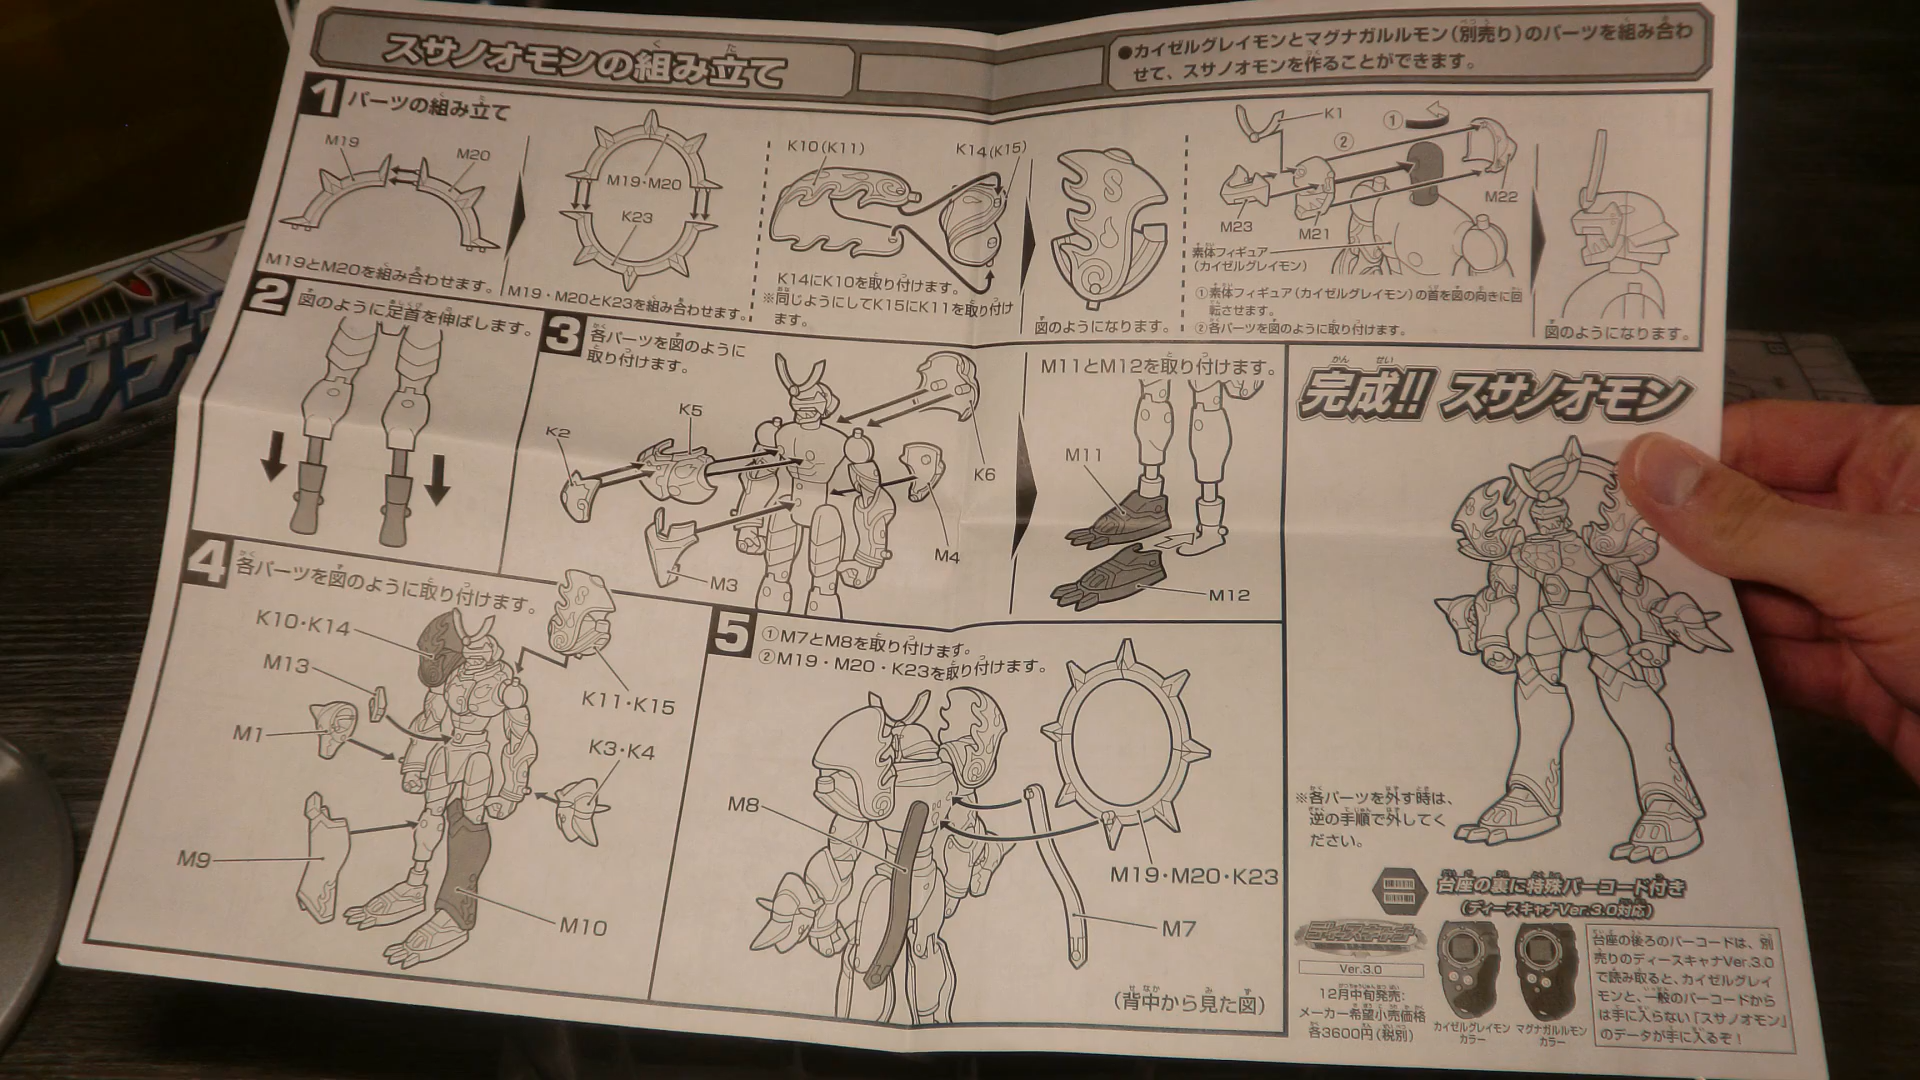 スサノオモンの組み立て
●カイゼルグレイモンとマグナガルルモン(別売り)のパーツを組み合わ
せて、スサノオモンを作ることができます。
1 パーツの組み立て
M19
M20
M19とM20を組み合わせます。
M19・M20
K23
M19・M20とK23を組み合わせます。
K10(K11)
K14(K15)
K14にK10を取り付けます。
※同じようにしてK15にK11を取り付け
ます。
図のようになります。
K1
①
②
M22
M23
M21
素体フィギュア
(カイゼルグレイモン)
①素体フィギュア(カイゼルグレイモン)の首を図の向きに回
転させます。
②各パーツを図のように取り付けます。
図のようになります。
2 図のように足首を伸ばします。
3 各パーツを図のように
取り付けます。
K5
K2
K6
M4
M3
M11とM12を取り付けます。
M11
M12
4 各パーツを図のように取り付けます。
K10・K14
M13
M1
K11・K15
K3・K4
M9
M10
5 ①M7とM8を取り付けます。
②M19・M20・K23を取り付けます。
M8
M19・M20・K23
M7
(背中から見た図)
完成!! スサノオモン
※各パーツを外す時は、
逆の手順で外してく
ださい。
台座の裏に特殊バーコード付き
(ディースキャナVer.3.0対応)
ディースキャナ
Ver.3.0
12月中旬発売:
メーカー希望小売価格
各3600円(税別)
カイゼルグレイモン
カラー
マグナガルルモン
カラー
台座の後ろのバーコードは、別
売りのディースキャナVer.3.0
で読み取ると、カイゼルグレイ
モンと、一般のバーコードから
は手に入らない「スサノオモン」
のデータが手に入るぞ!
マグナ